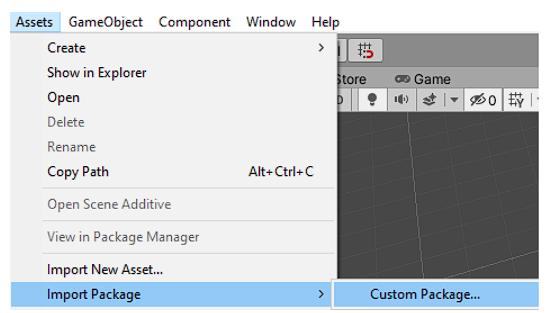 Assets GameObject Component Window Help
Create
Show in Explorer
Store Game
Open
0
Delete
Rename
Copy Path Alt+Ctrl+C
Open Scene Additive
View in Package Manager
Import New Asset...
Import Package Custom Package...